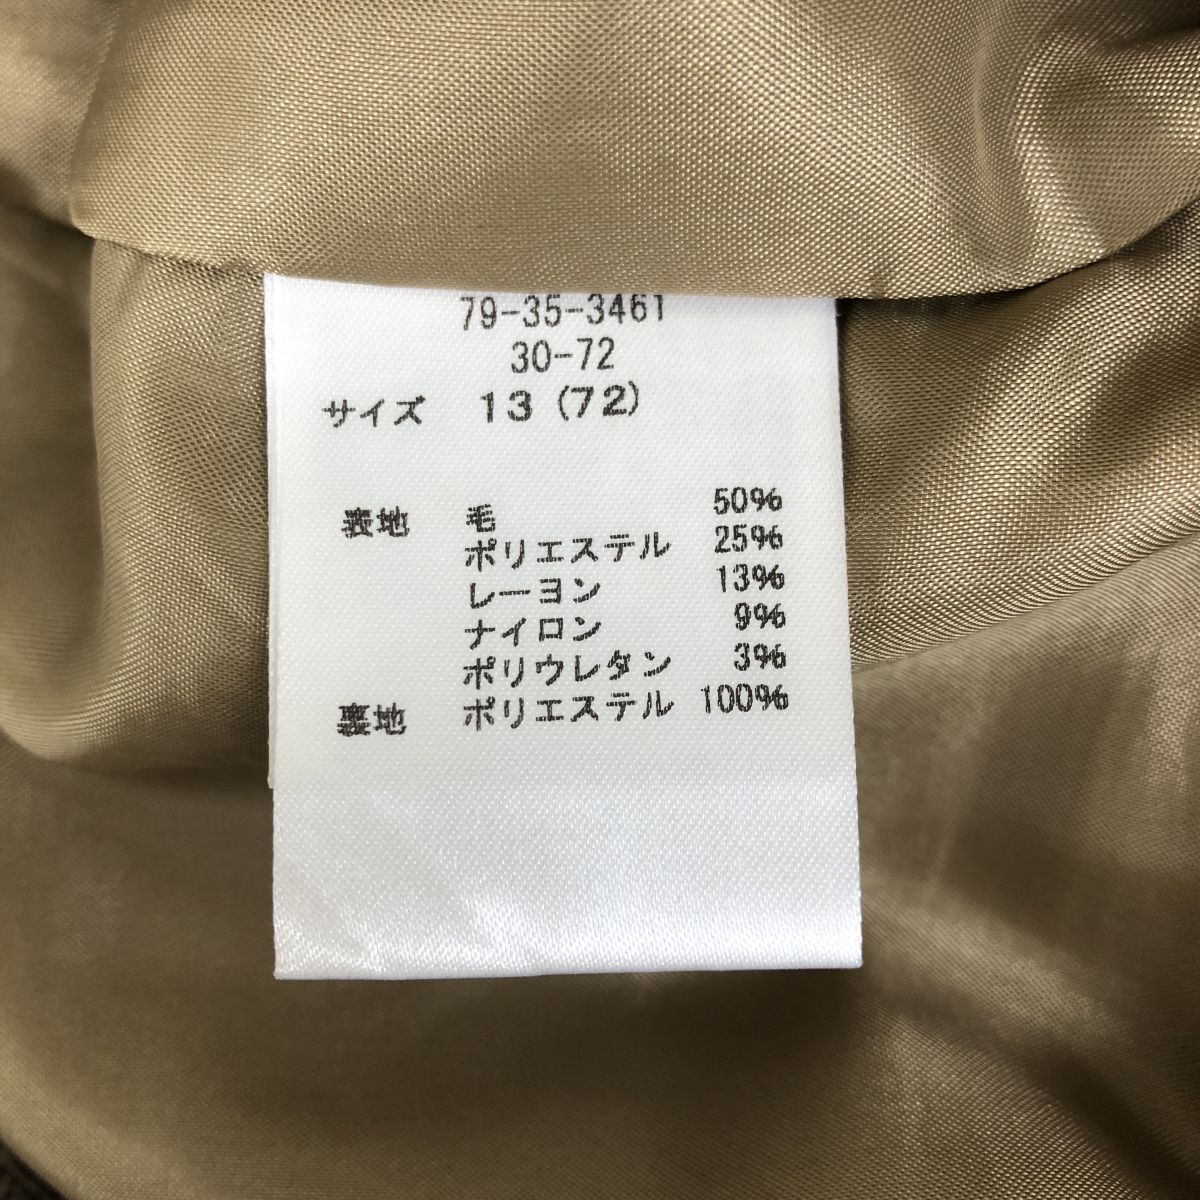 79-35-3461
30-72
サイズ 13 (72)
表地 毛 50%
ポリエステル 25%
レーヨン 13%
ナイロン 9%
ポリウレタン 3%
裏地 ポリエステル 100%